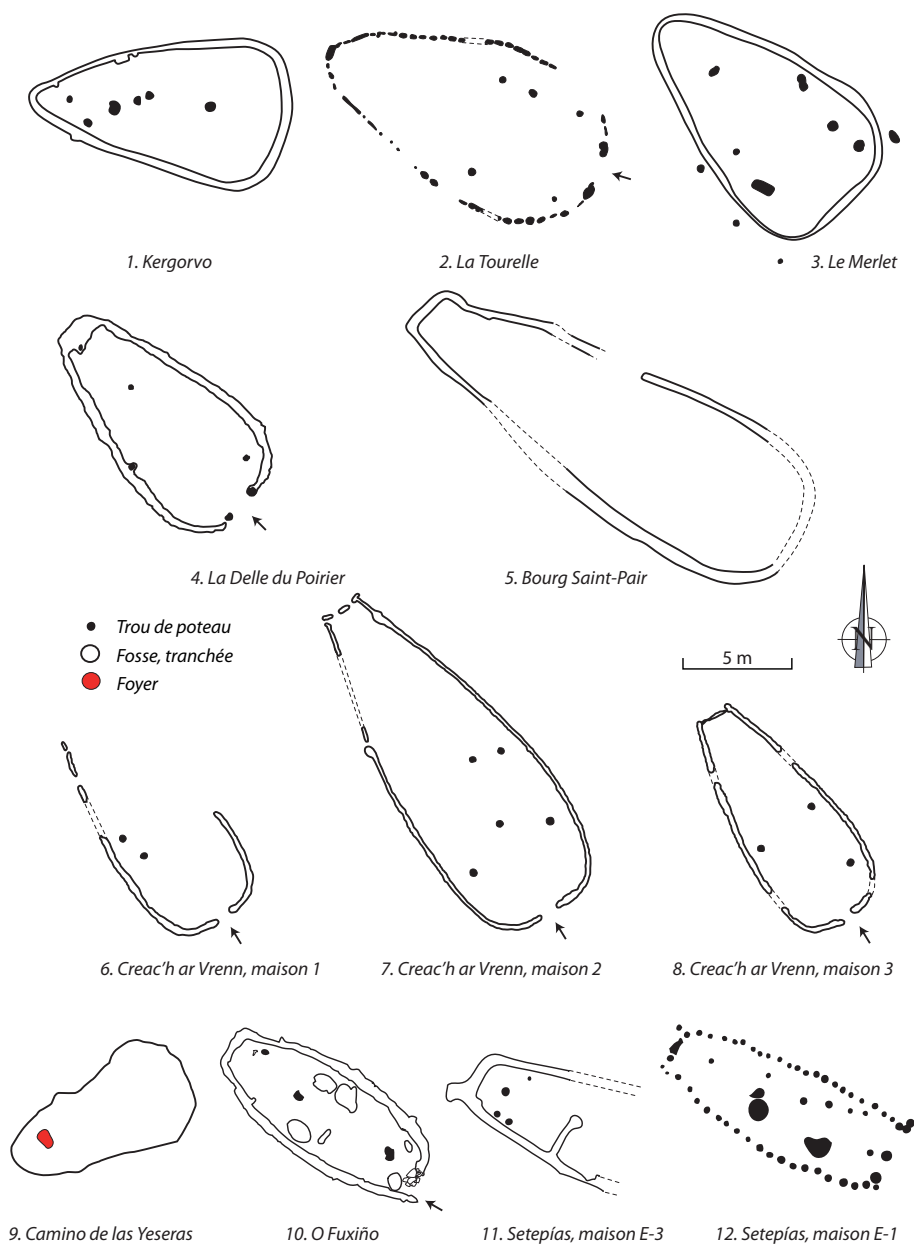 1. Kergorvo
2. La Tourelle
3. Le Merlet
4. La Delle du Poirier
5. Bourg Saint-Pair
Trou de poteau
Fosse, tranchée
Foyer
5 m
N
6. Creac'h ar Vrenn, maison 1
7. Creac'h ar Vrenn, maison 2
8. Creac'h ar Vrenn, maison 3
9. Camino de las Yeseras
10. O Fuxiño
11. Setepías, maison E-3
12. Setepías, maison E-1